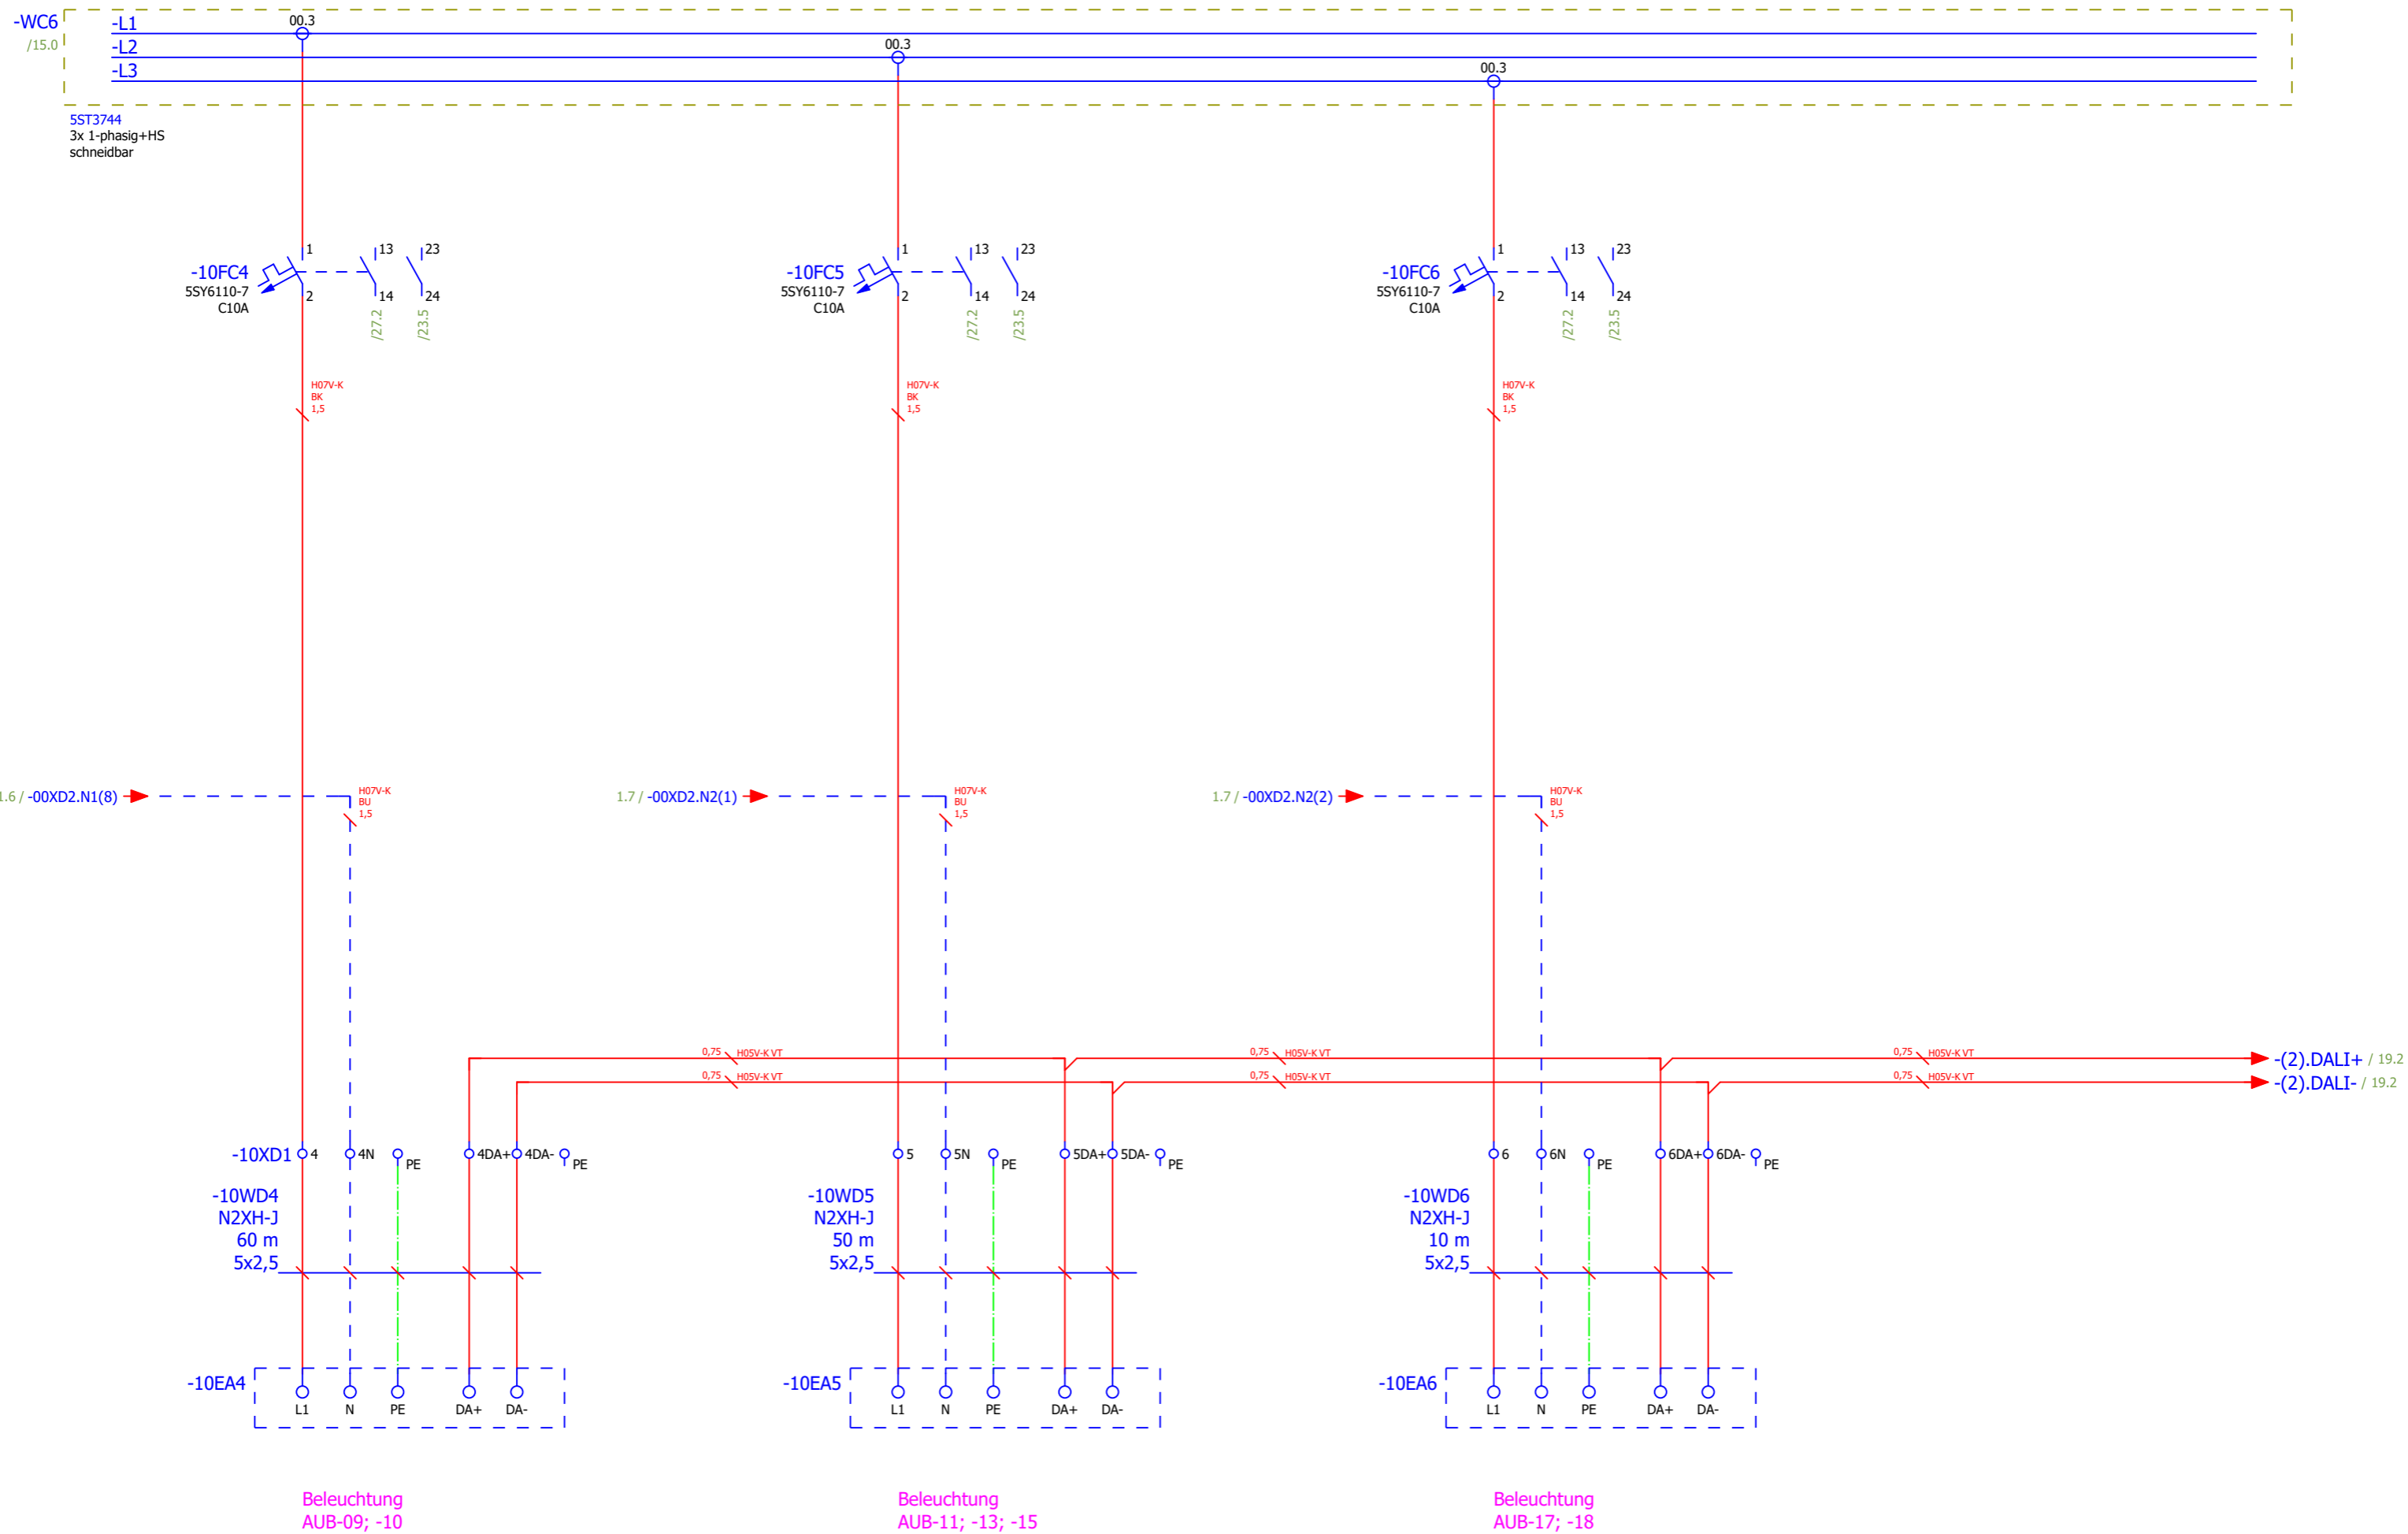 -WC6
/15.0
-L1
-L2
-L3
00.3
00.3
00.3
5ST3744
3x 1-phasig+HS
schneidbar
-10FC4
5SY6110-7
C10A
1
2
13
14
23
24
/27.2
/23.5
-10FC5
5SY6110-7
C10A
1
2
13
14
23
24
/27.2
/23.5
-10FC6
5SY6110-7
C10A
1
2
13
14
23
24
/27.2
/23.5
H07V-K
BK
1,5
H07V-K
BK
1,5
H07V-K
BK
1,5
1.6 / -00XD2.N1(8)
H07V-K
BU
1,5
1.7 / -00XD2.N2(1)
H07V-K
BU
1,5
1.7 / -00XD2.N2(2)
H07V-K
BU
1,5
0,75 H05V-K VT
0,75 H05V-K VT
0,75 H05V-K VT
-(2).DALI+ / 19.2
0,75 H05V-K VT
0,75 H05V-K VT
0,75 H05V-K VT
-(2).DALI- / 19.2
-10XD1 4 4N PE 4DA+ 4DA- PE
5 5N PE 5DA+ 5DA- PE
6 6N PE 6DA+ 6DA- PE
-10WD4
N2XH-J
60 m
5x2,5
-10WD5
N2XH-J
50 m
5x2,5
-10WD6
N2XH-J
10 m
5x2,5
-10EA4
L1 N PE DA+ DA-
-10EA5
L1 N PE DA+ DA-
-10EA6
L1 N PE DA+ DA-
Beleuchtung
AUB-09; -10
Beleuchtung
AUB-11; -13; -15
Beleuchtung
AUB-17; -18